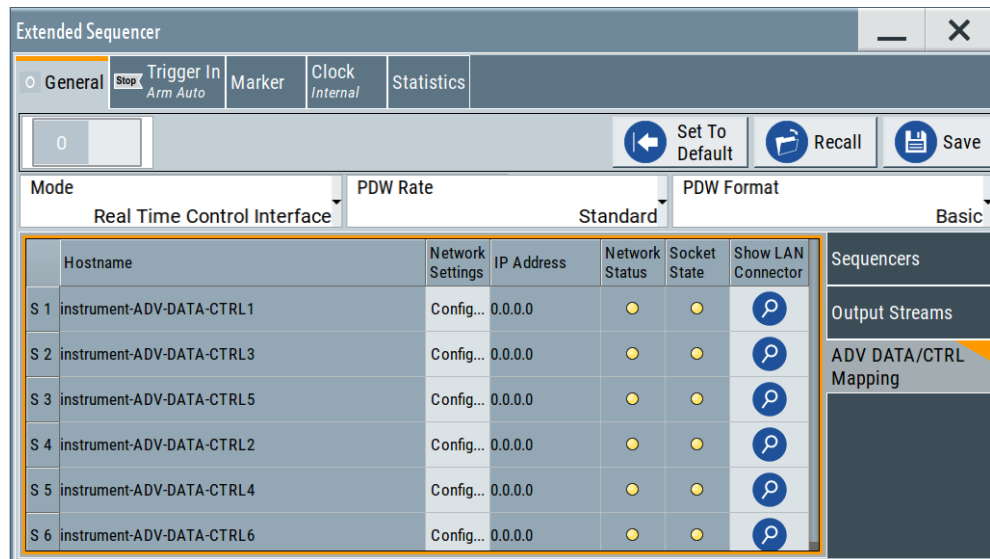 Extended Sequencer
0 General
Stop Trigger In
Arm Auto
Marker
Clock
Internal
Statistics
0
Set To
Default
Recall
Save
Mode
Real Time Control Interface
PDW Rate
Standard
PDW Format
Basic
Hostname
Network
Settings
IP Address
Network
Status
Socket
State
Show LAN
Connector
S 1 instrument-ADV-DATA-CTRL1 Config... 0.0.0.0
S 2 instrument-ADV-DATA-CTRL3 Config... 0.0.0.0
S 3 instrument-ADV-DATA-CTRL5 Config... 0.0.0.0
S 4 instrument-ADV-DATA-CTRL2 Config... 0.0.0.0
S 5 instrument-ADV-DATA-CTRL4 Config... 0.0.0.0
S 6 instrument-ADV-DATA-CTRL6 Config... 0.0.0.0
Sequencers
Output Streams
ADV DATA/CTRL
Mapping